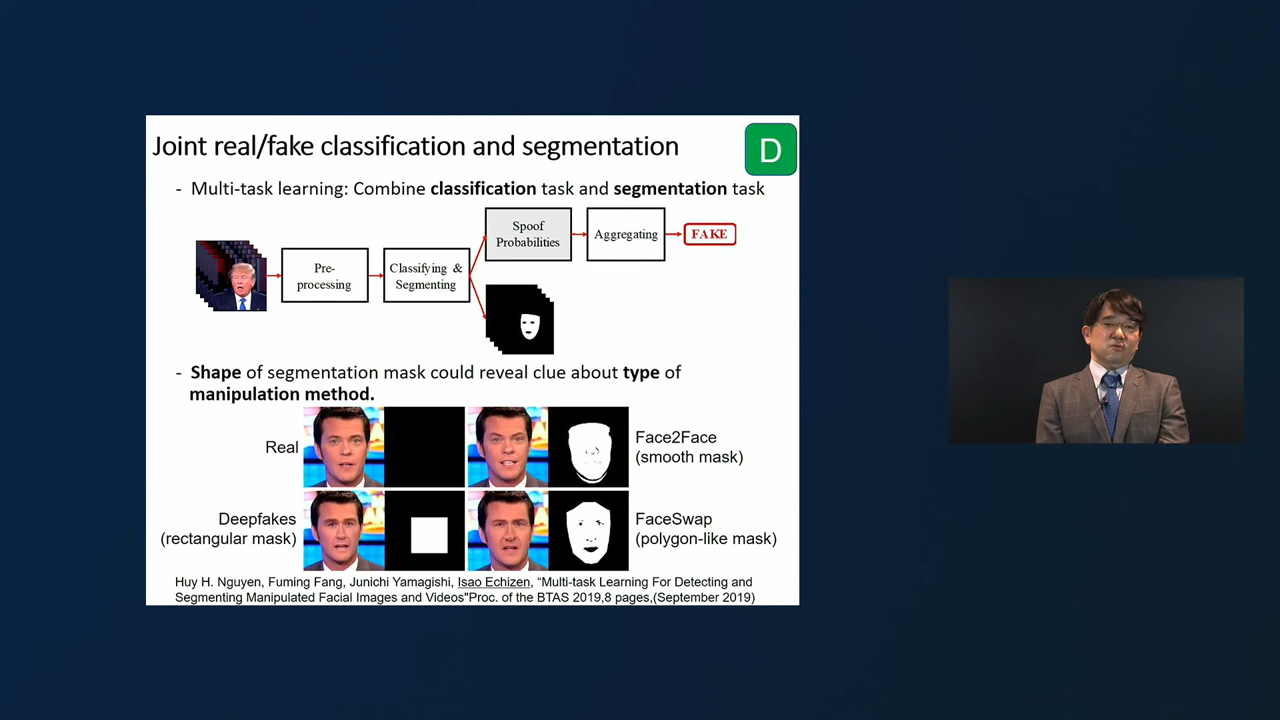 Joint real/fake classification and segmentation
D
- Multi-task learning: Combine classification task and segmentation task
Pre-
processing
Classifying &
Segmenting
Spoof
Probabilities
Aggregating
FAKE
- Shape of segmentation mask could reveal clue about type of
manipulation method.
Real
Face2Face
(smooth mask)
Deepfakes
(rectangular mask)
FaceSwap
(polygon-like mask)
Huy H. Nguyen, Fuming Fang, Junichi Yamagishi, Isao Echizen, “Multi-task Learning For Detecting and
Segmenting Manipulated Facial Images and Videos"Proc. of the BTAS 2019,8 pages,(September 2019)